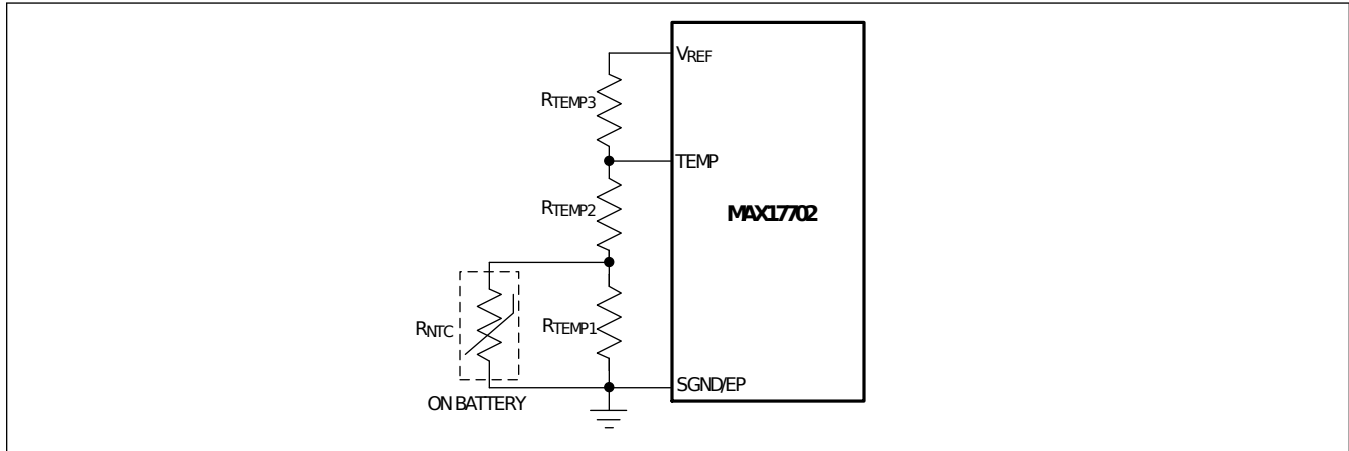 VREF
RTEMP3
TEMP
RTEMP2
MAX17702
RNTC
RTEMP1
SGND/EP
ON BATTERY